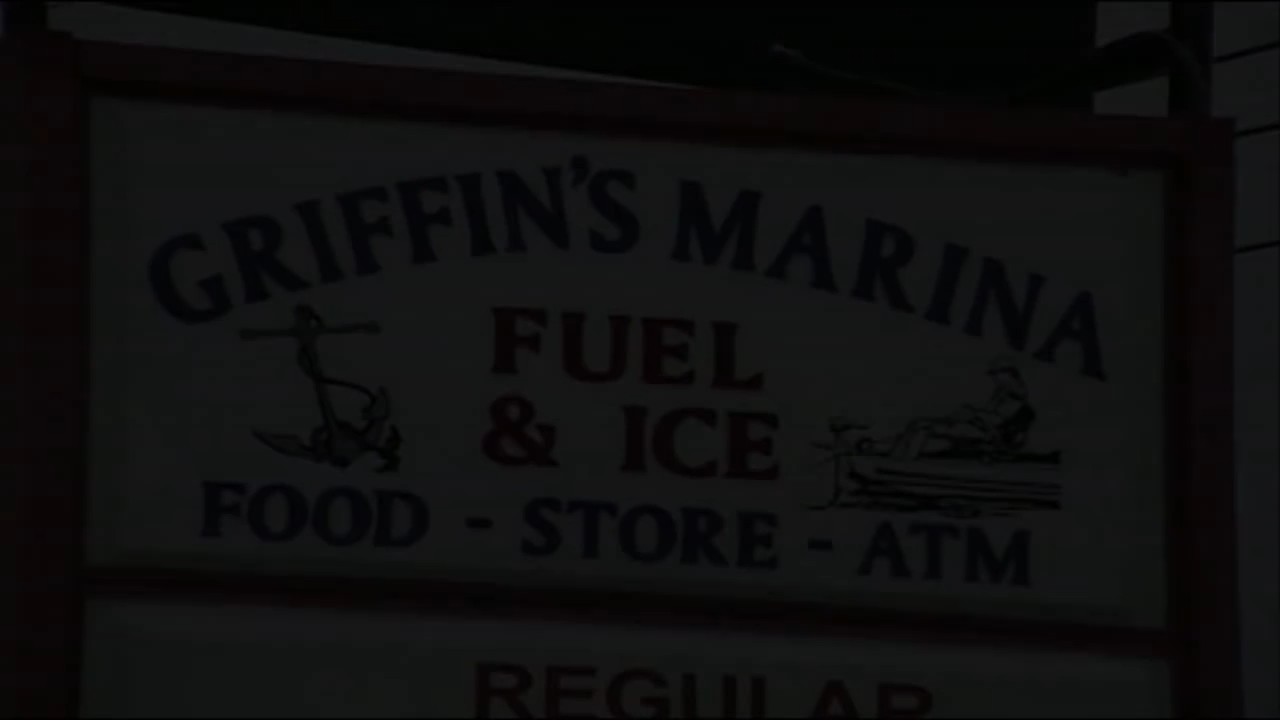 GRIFFIN'S MARINA
FUEL
& ICE
FOOD - STORE - ATM
REGULAR